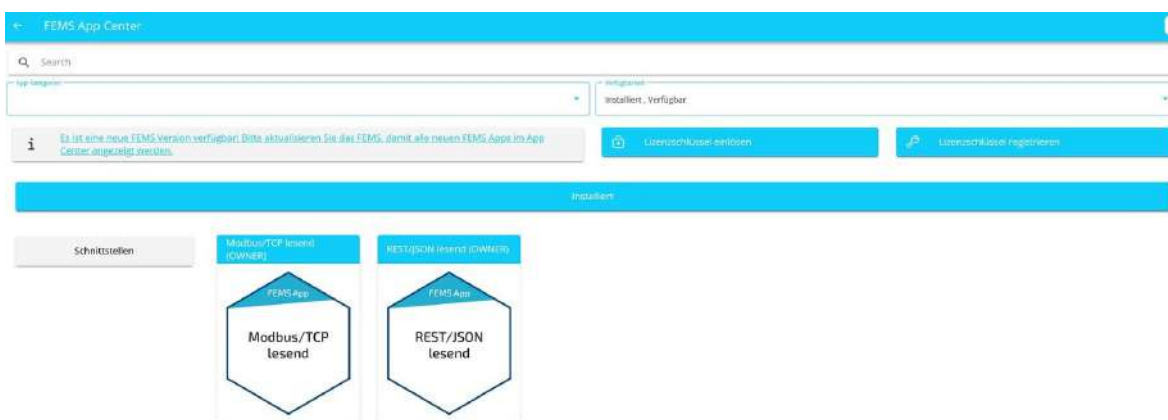 FEMS App Center
Search
App Kategorie
Verfügbarkeit
Installiert , Verfügbar
Es ist eine neue FEMS Version verfügbar! Bitte aktualisieren Sie das FEMS, damit alle neuen FEMS Apps im App
Center angezeigt werden.
Lizenzschlüssel einlösen
Lizenzschlüssel registrieren
Installiert
Schnittstellen
Modbus/TCP lesend
(OWNER)
REST/JSON lesend (OWNER)
FEMS App
Modbus/TCP
lesend
FEMS App
REST/JSON
lesend